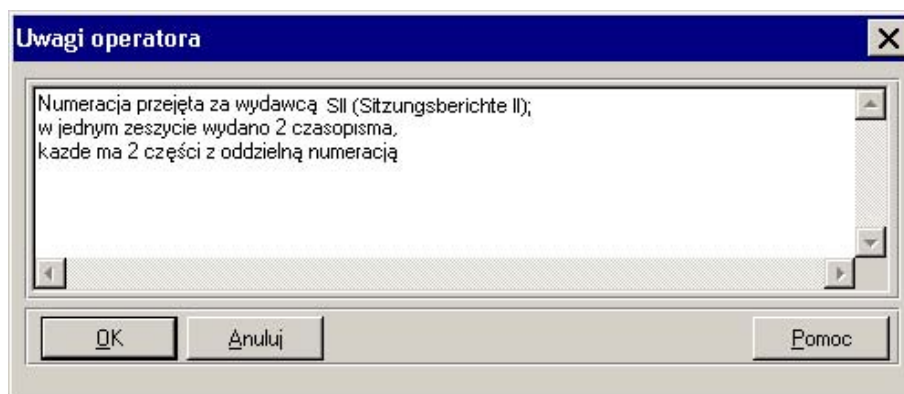 Uwagi operatora
Numeracja przejęta za wydawcą SII (Sitzungsberichte II);
w jednym zeszycie wydano 2 czasopisma,
kazde ma 2 części z oddzielną numeracją
OK Anuluj Pomoc